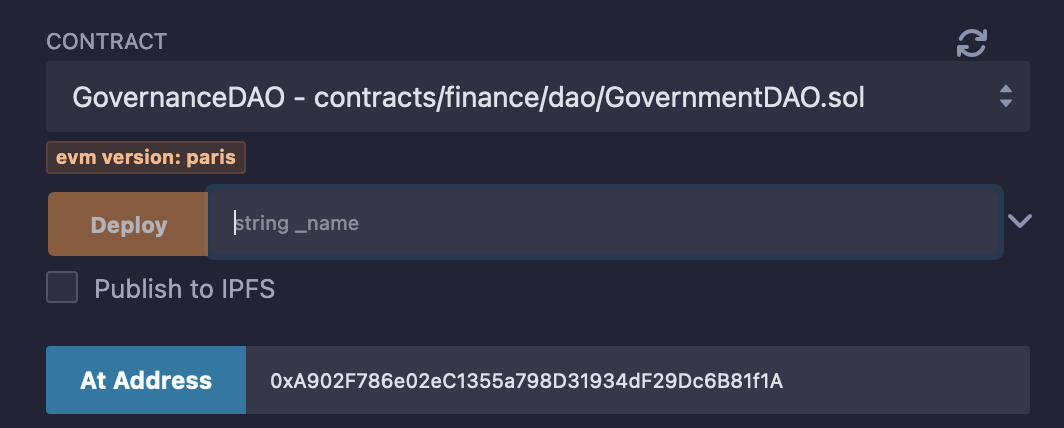 CONTRACT
GovernanceDAO - contracts/finance/dao/GovernmentDAO.sol
evm version: paris
Deploy string _name
Publish to IPFS
At Address 0xA902F786e02eC1355a798D31934dF29Dc6B81f1A